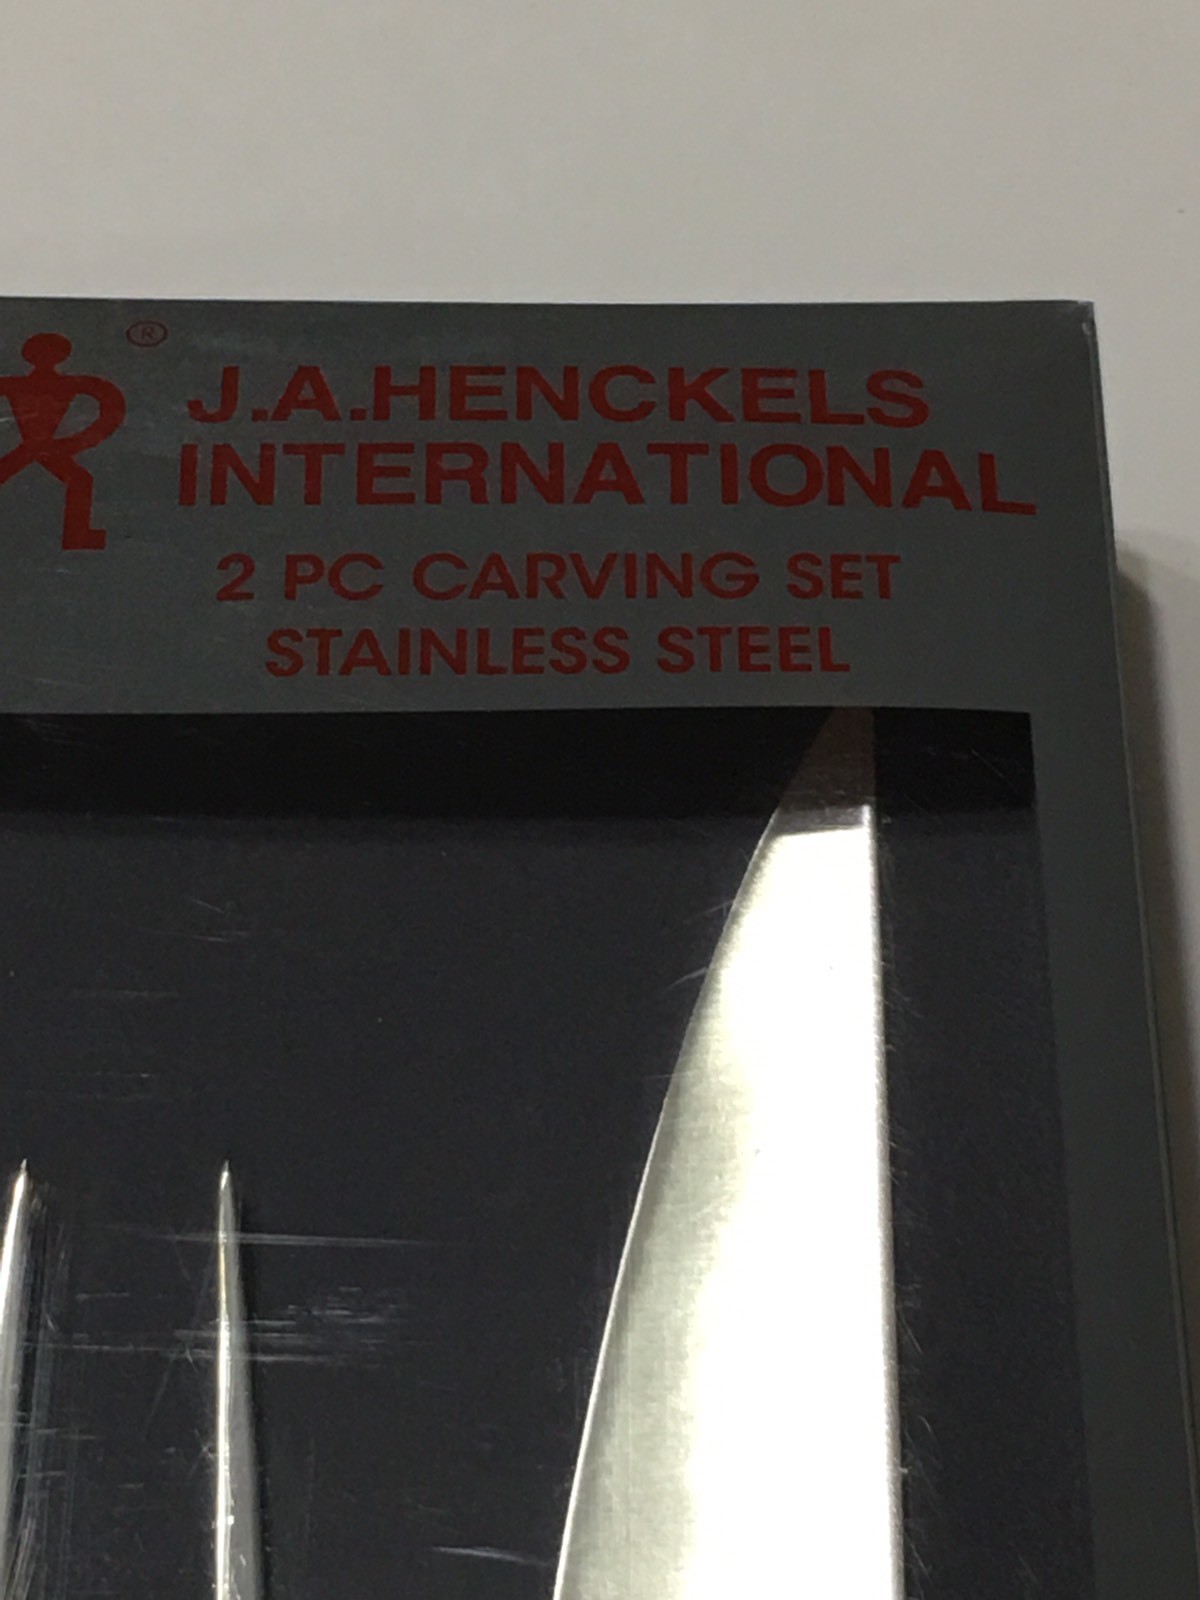 ®
J.A.HENCKELS
INTERNATIONAL
2 PC CARVING SET
STAINLESS STEEL